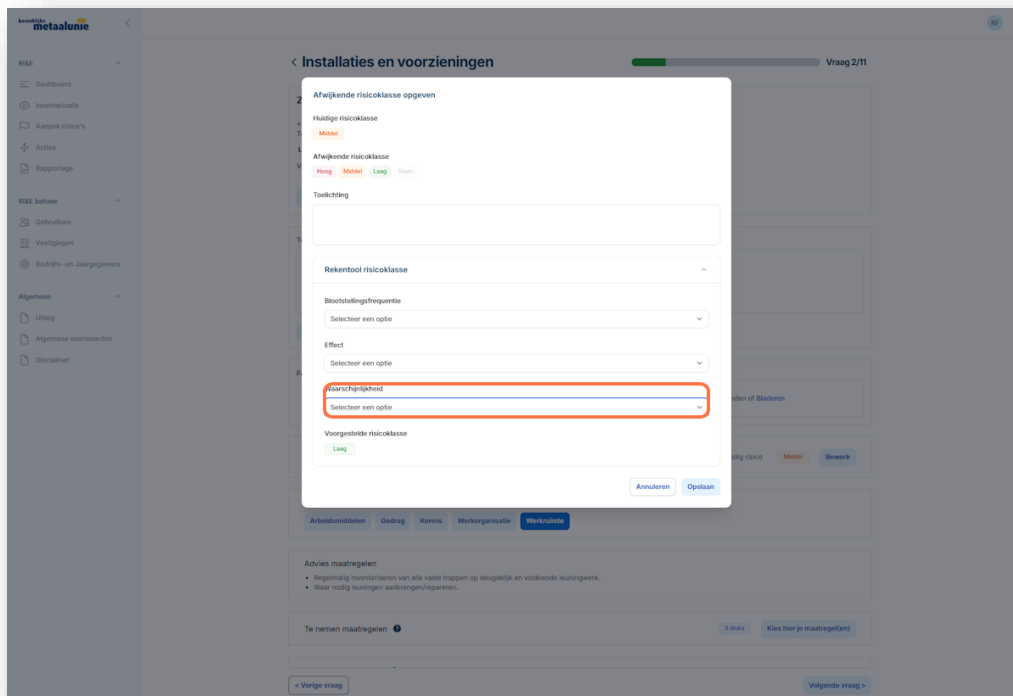 koninklijke
metaalunie
RF
RI&E
Dashboard
Inventarisatie
Aanpak risico's
Acties
Rapportage
RI&E beheer
Gebruikers
Vestigingen
Bedrijfs- en Jaargegevens
Algemeen
Uitleg
Algemene voorwaarden
Disclaimer
< Installaties en voorzieningen
Vraag 2/11
Afwijkende risicoklasse opgeven
Huidige risicoklasse
Middel
Afwijkende risicoklasse
Hoog Middel Laag Geen
Toelichting
Rekentool risicoklasse
Blootstellingsfrequentie
Selecteer een optie
Effect
Selecteer een optie
Waarschijnlijkheid
Selecteer een optie
Voorgestelde risicoklasse
Laag
Annuleren Opslaan
nden of Bladeren
idig risico Middel Bewerk
Arbeidsmiddelen Gedrag Kennis Werkorganisatie Werkruimte
Advies maatregelen
• Regelmatig inventariseren van alle vaste trappen op deugdelijk en voldoende leuningwerk.
• Waar nodig leuningen aanbrengen/repareren.
Te nemen maatregelen ? 3 stuks Kies hier je maatregel(en)
< Vorige vraag Volgende vraag >